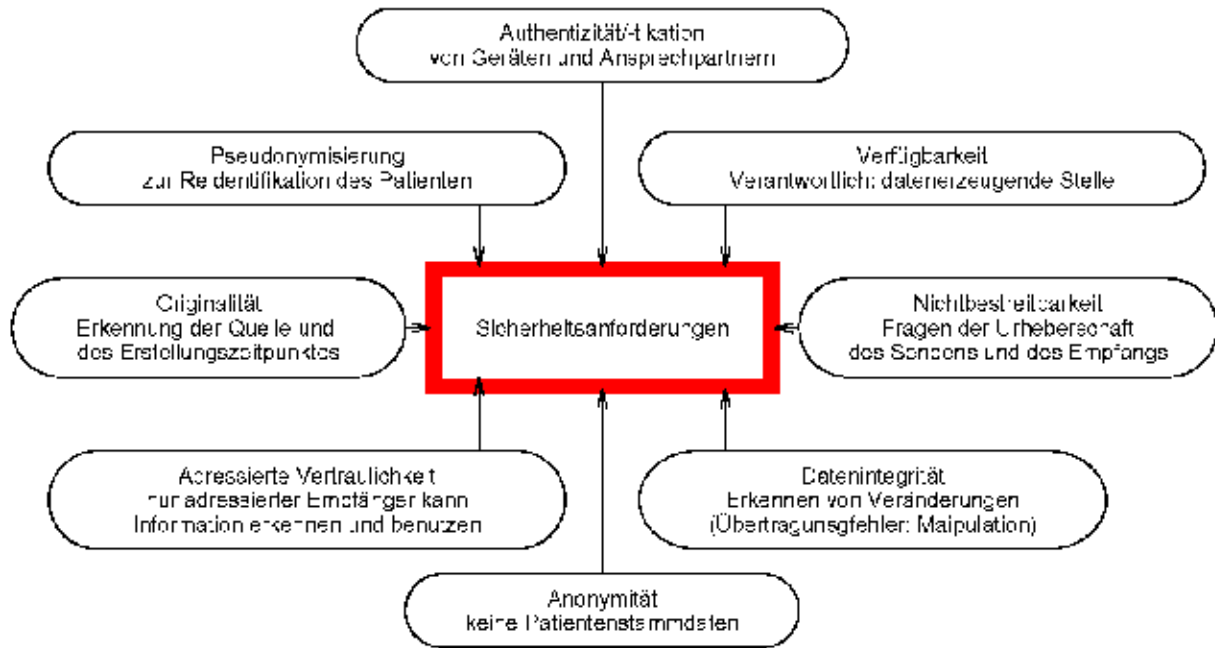 Authentizität/-tikation
von Geräten und Ansprechpartnern
Pseudonymisierung
zur Reidentifikation des Patienten
Verfügbarkeit
Verantwortlich: datenerzeugende Stelle
Originalität
Erkennung der Quelle und
des Erstellungszeitpunktes
Sicherheitsanforderungen
Nichtbestreitbarkeit
Fragen der Urheberschaft
des Sendens und des Empfangs
Adressierte Vertraulichkeit
nur adressierter Empfänger kann
Information erkennen und benutzen
Datenintegrität
Erkennen von Veränderungen
(Übertragunsgfehler: Maipulation)
Anonymität
keine Patientenstammdaten